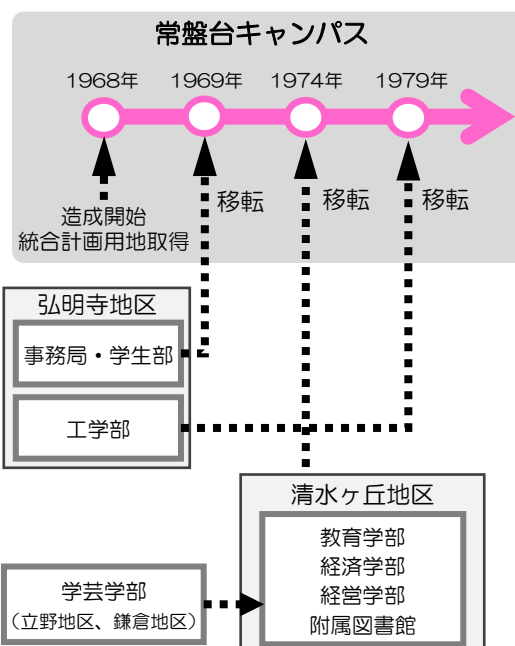 常盤台キャンパス
1968年 1969年 1974年 1979年
移転 移転 移転
造成開始
統合計画用地取得
弘明寺地区
事務局・学生部
工学部
清水ヶ丘地区
教育学部
経済学部
経営学部
附属図書館
学芸学部
（立野地区、鎌倉地区）